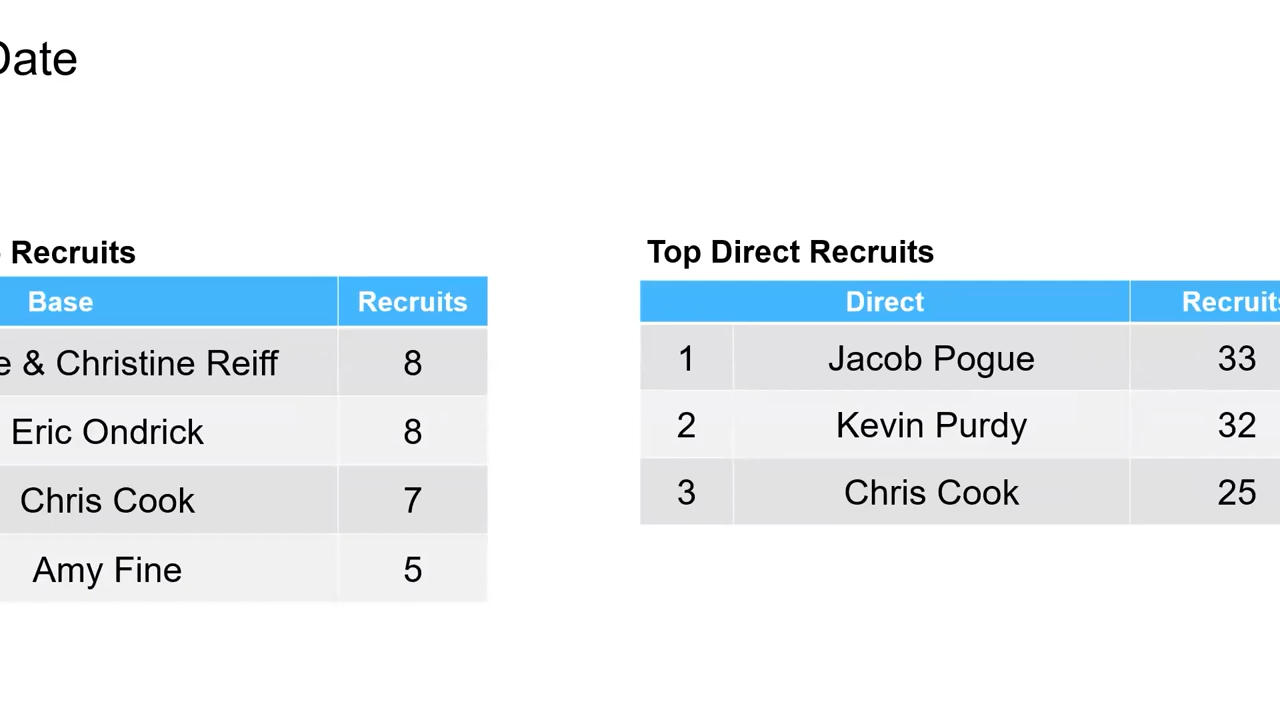 Date
Recruits
Base Recruits
& Christine Reiff 8
Eric Ondrick 8
Chris Cook 7
Amy Fine 5
Top Direct Recruits
Direct Recruits
1 Jacob Pogue 33
2 Kevin Purdy 32
3 Chris Cook 25